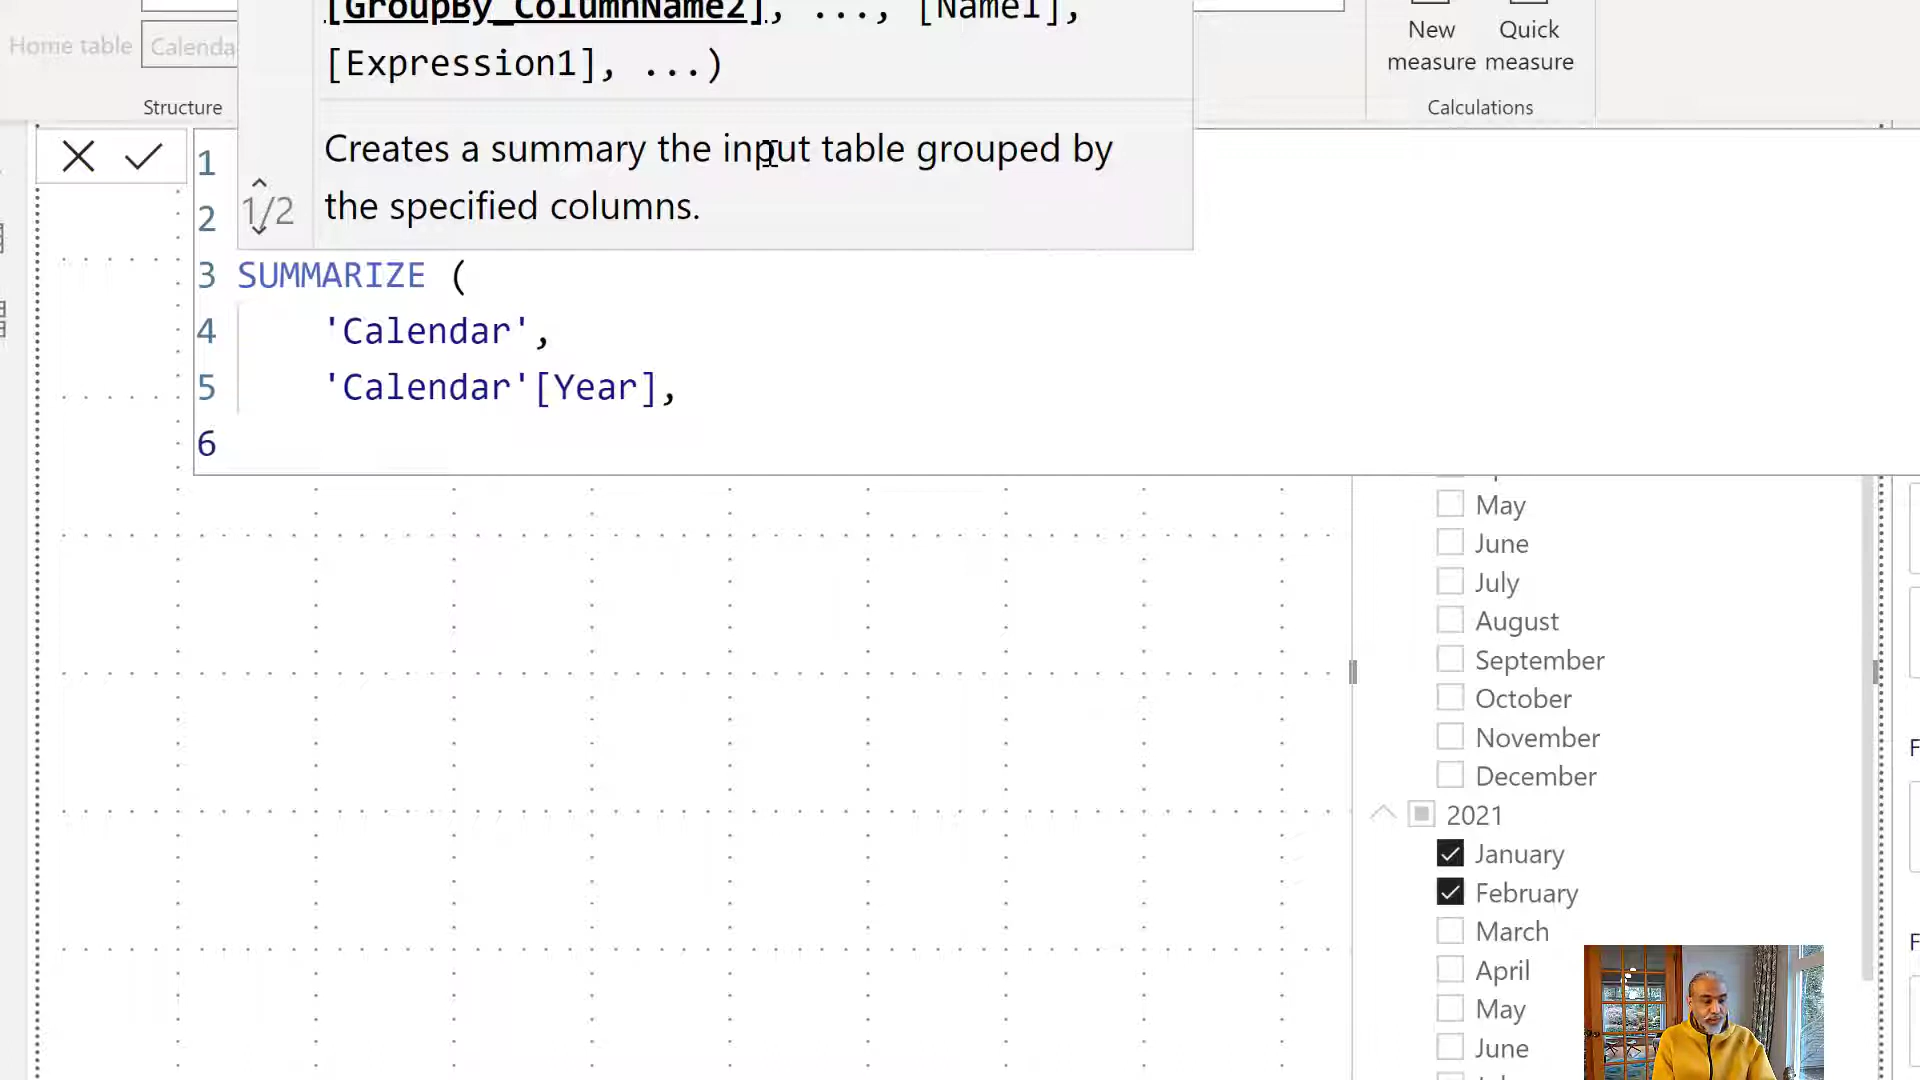 [GroupBy_ColumnName2], ..., [Name1],
[Expression1], ...)
Home table
Calenda
Structure
New
measure
Quick
measure
Calculations
Creates a summary the input table grouped by
the specified columns.
1/2
1
2
3 SUMMARIZE (
4 'Calendar',
5 'Calendar'[Year],
6
May
June
July
August
September
October
November
December
2021
January
February
March
April
May
June